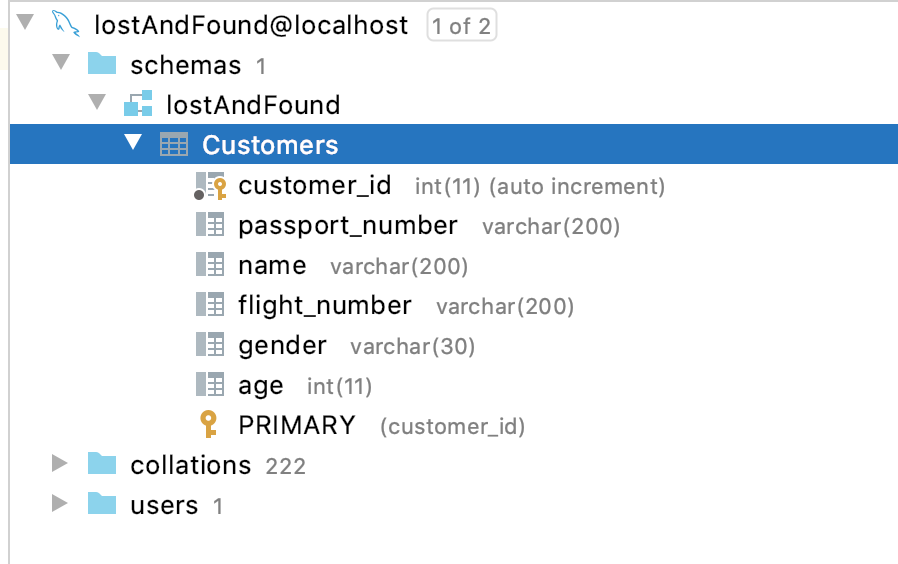 lostAndFound@localhost 1 of 2
schemas 1
lostAndFound
Customers
customer_id int(11) (auto increment)
passport_number varchar(200)
name varchar(200)
flight_number varchar(200)
gender varchar(30)
age int(11)
PRIMARY (customer_id)
collations 222
users 1